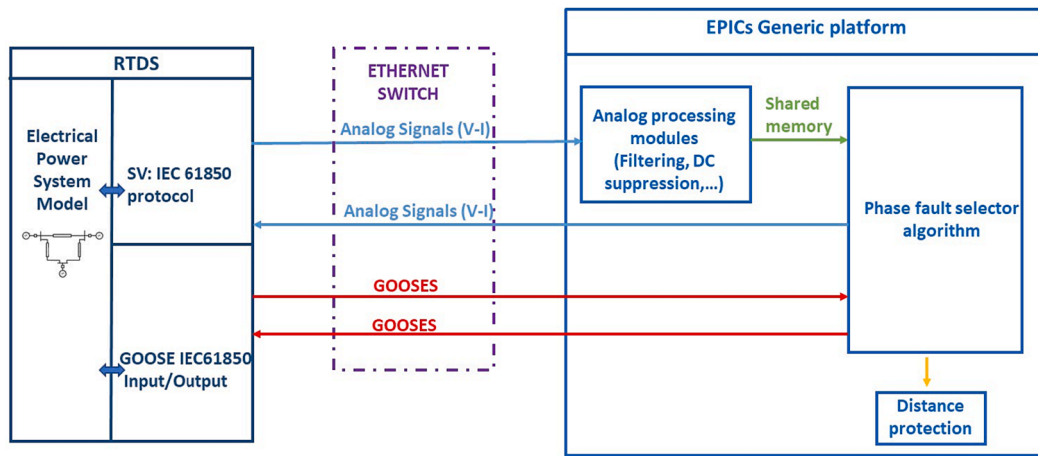 EPICs Generic platform
RTDS
ETHERNET
SWITCH
Electrical
Power
System
Model
SV: IEC 61850
protocol
GOOSE IEC61850
Input/Output
Analog Signals (V-I)
Analog Signals (V-I)
GOOSES
GOOSES
Analog processing
modules
(Filtering, DC
suppression,...)
Shared
memory
Phase fault selector
algorithm
Distance
protection